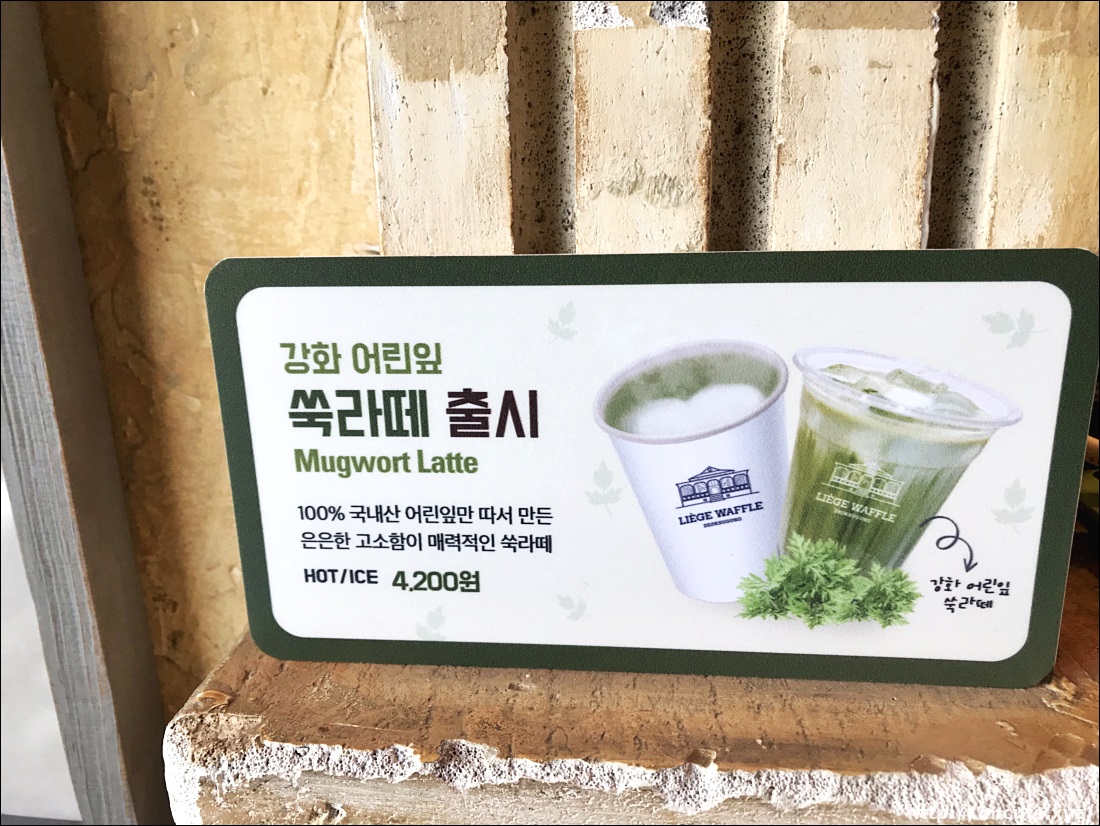 강화 어린잎
쑥라떼 출시
Mugwort Latte
100% 국내산 어린잎만 따서 만든
은은한 고소함이 매력적인 쑥라떼
HOT/ICE 4,200원
LIÈGE WAFFLE
DEOKSUGUNG
LIÈGE WAFFLE
DEOKSUGUNG
강화 어린잎
쑥라떼